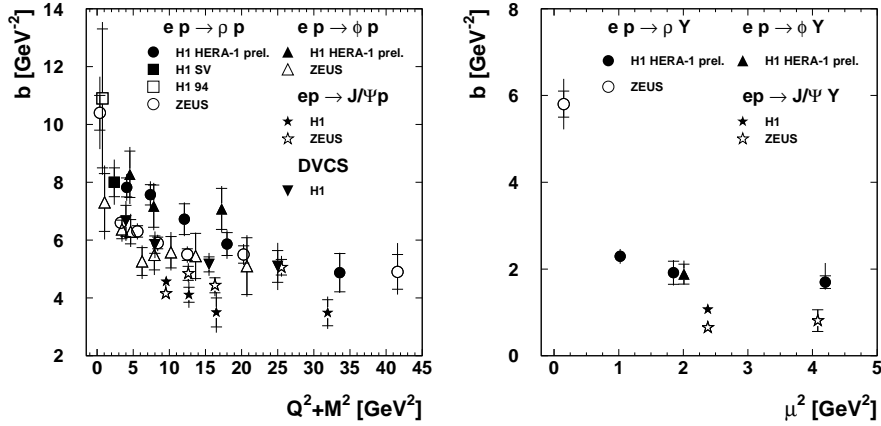 b [GeV⁻²]
14
12
10
8
6
4
2
0 5 10 15 20 25 30 35 40 45
Q²+M² [GeV²]
e p → ρ p
H1 HERA-1 prel.
H1 SV
H1 94
ZEUS
e p → ϕ p
H1 HERA-1 prel.
ZEUS
ep → J/Ψ p
H1
ZEUS
DVCS
H1
b [GeV⁻²]
8
6
4
2
0
0 1 2 3 4 5
μ² [GeV²]
e p → ρ Y
H1 HERA-1 prel.
ZEUS
e p → ϕ Y
H1 HERA-1 prel.
ep → J/Ψ Y
H1
ZEUS